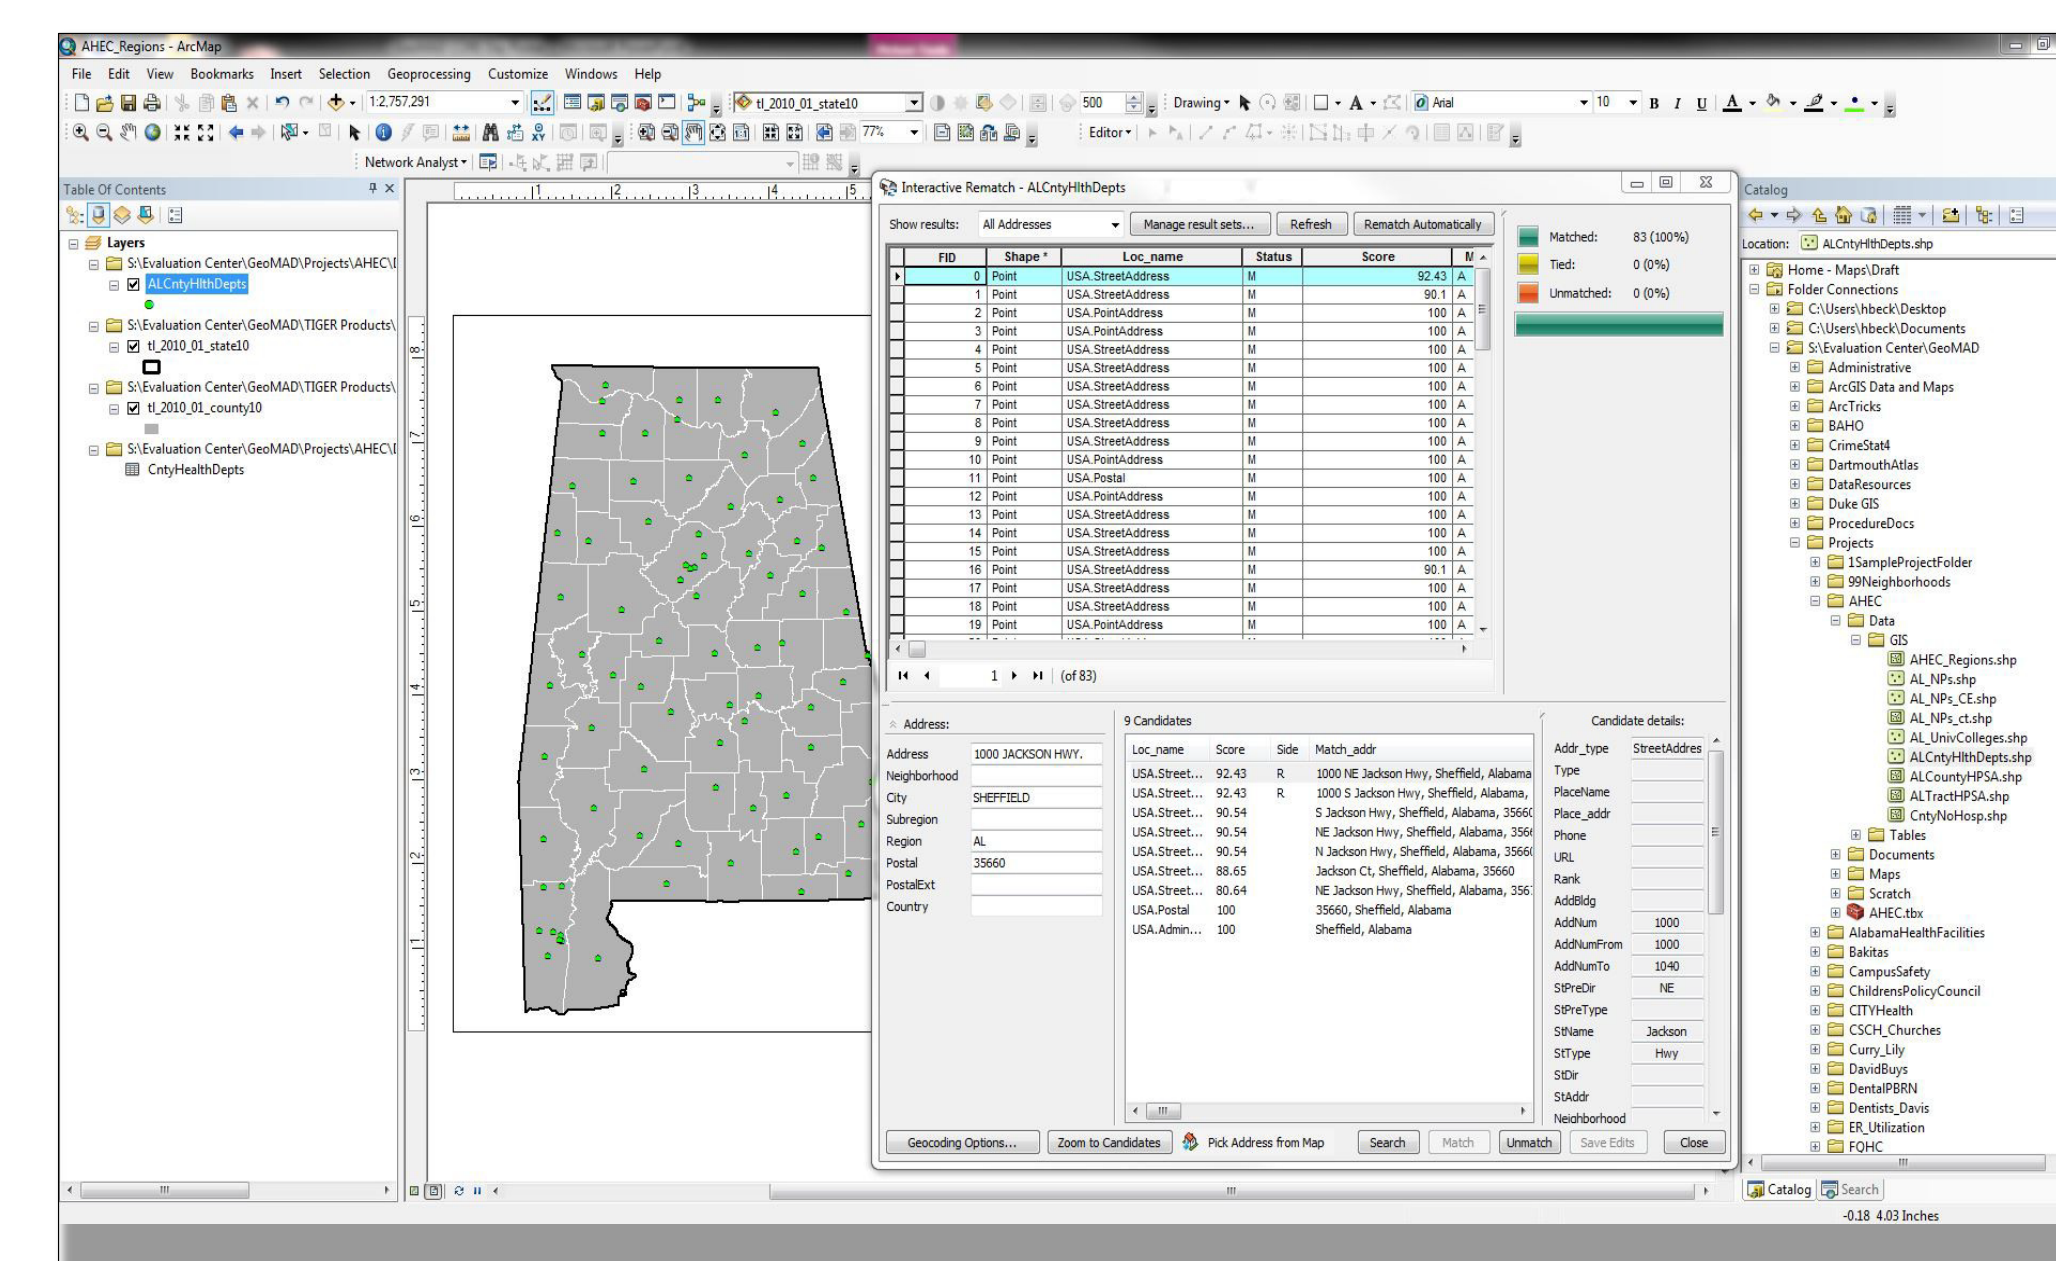 AHEC_Regions - ArcMap
File Edit View Bookmarks Insert Selection Geoprocessing Customize Windows Help
1:2,757,291
tl_2010_01_state10
500
Drawing
A
Arial
10
B I U A
77%
Editor
Network Analyst
Table Of Contents
Layers
S:\Evaluation Center\GeoMAD\Projects\AHEC\
ALCntyHlthDepts
S:\Evaluation Center\GeoMAD\TIGER Products\
tl_2010_01_state10
S:\Evaluation Center\GeoMAD\TIGER Products\
tl_2010_01_county10
S:\Evaluation Center\GeoMAD\Projects\AHEC\
CntyHealthDepts
1 2 3 4 5
8
7
6
5
4
3
2
1
Interactive Rematch - ALCntyHlthDepts
Show results: All Addresses Manage result sets... Refresh Rematch Automatically
FID Shape * Loc_name Status Score M
0 Point USA.StreetAddress M 92.43 A
1 Point USA.StreetAddress M 90.1 A
2 Point USA.PointAddress M 100 A
3 Point USA.PointAddress M 100 A
4 Point USA.StreetAddress M 100 A
5 Point USA.StreetAddress M 100 A
6 Point USA.StreetAddress M 100 A
7 Point USA.StreetAddress M 100 A
8 Point USA.StreetAddress M 100 A
9 Point USA.StreetAddress M 100 A
10 Point USA.PointAddress M 100 A
11 Point USA.Postal M 100 A
12 Point USA.PointAddress M 100 A
13 Point USA.StreetAddress M 100 A
14 Point USA.StreetAddress M 100 A
15 Point USA.StreetAddress M 100 A
16 Point USA.StreetAddress M 90.1 A
17 Point USA.StreetAddress M 100 A
18 Point USA.StreetAddress M 100 A
19 Point USA.PointAddress M 100 A
1 (of 83)
Matched: 83 (100%)
Tied: 0 (0%)
Unmatched: 0 (0%)
Address:
Address 1000 JACKSON HWY.
Neighborhood
City SHEFFIELD
Subregion
Region AL
Postal 35660
PostalExt
Country
9 Candidates
Loc_name Score Side Match_addr
USA.Street... 92.43 R 1000 NE Jackson Hwy, Sheffield, Alabama
USA.Street... 92.43 R 1000 S Jackson Hwy, Sheffield, Alabama,
USA.Street... 90.54 S Jackson Hwy, Sheffield, Alabama, 3566
USA.Street... 90.54 NE Jackson Hwy, Sheffield, Alabama, 356
USA.Street... 90.54 N Jackson Hwy, Sheffield, Alabama, 3566
USA.Street... 88.65 Jackson Ct, Sheffield, Alabama, 35660
USA.Street... 80.64 NE Jackson Hwy, Sheffield, Alabama, 356
USA.Postal 100 35660, Sheffield, Alabama
USA.Admin... 100 Sheffield, Alabama
Candidate details:
Addr_type StreetAddres
Type
PlaceName
Place_addr
Phone
URL
Rank
AddBldg
AddNum 1000
AddNumFrom 1000
AddNumTo 1040
StPreDir NE
StPreType
StName Jackson
StType Hwy
StDir
StAddr
Neighborhood
Geocoding Options... Zoom to Candidates Pick Address from Map Search Match Unmatch Save Edits Close
Catalog
Location: ALCntyHlthDepts.shp
Home - Maps\Draft
Folder Connections
C:\Users\hbeck\Desktop
C:\Users\hbeck\Documents
S:\Evaluation Center\GeoMAD
Administrative
ArcGIS Data and Maps
ArcTricks
BAHO
CrimeStat4
DartmouthAtlas
DataResources
Duke GIS
ProcedureDocs
Projects
1SampleProjectFolder
99Neighborhoods
AHEC
Data
GIS
AHEC_Regions.shp
AL_NPs.shp
AL_NPs_CE.shp
AL_NPs_ct.shp
AL_UnivColleges.shp
ALCntyHlthDepts.shp
ALCountyHPSA.shp
ALTractHPSA.shp
CntyNoHosp.shp
Tables
Documents
Maps
Scratch
AHEC.tbx
AlabamaHealthFacilities
Bakitas
CampusSafety
ChildrensPolicyCouncil
CITYHealth
CSCH_Churches
Curry_Lily
DavidBuys
DentalPBRN
Dentists_Davis
ER_Utilization
FQHC
Catalog Search
-0.18 4.03 Inches